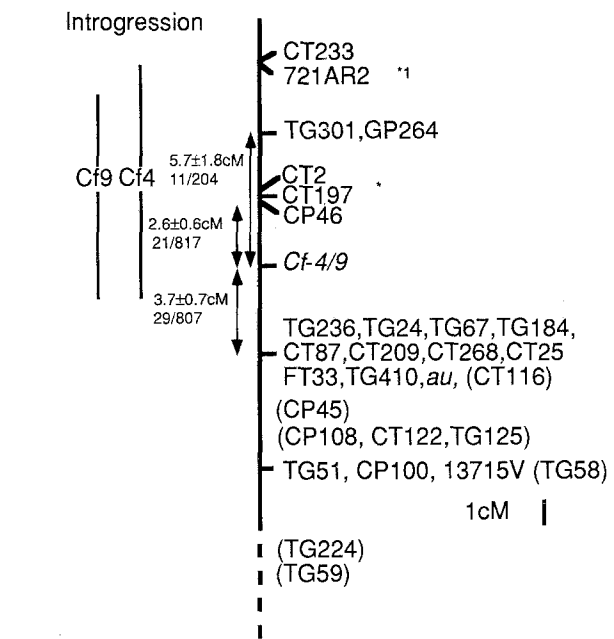 Introgression
CT233
721AR2 *1
TG301,GP264
5.7±1.8cM
11/204
Cf9 Cf4
CT2
CT197 *
CP46
2.6±0.6cM
21/817
Cf-4/9
3.7±0.7cM
29/807
TG236,TG24,TG67,TG184,
CT87,CT209,CT268,CT25
FT33,TG410,au, (CT116)
(CP45)
(CP108, CT122,TG125)
TG51, CP100, 13715V (TG58)
1cM
(TG224)
(TG59)